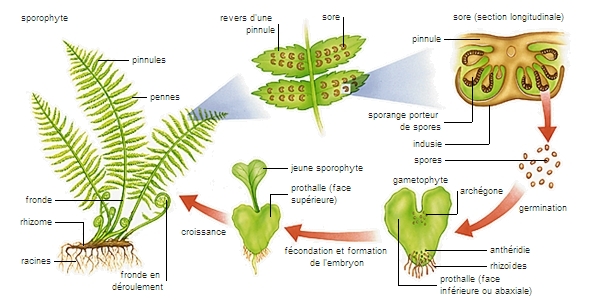 sporophyte
revers d'une
pinnule
sore
sore (section longitudinale)
pinnule
pinnules
pennes
sporange porteur
de spores
indusie
spores
jeune sporophyte
prothalle (face
supérieure)
gametophyte
archégone
germination
fronde
rhizome
racines
croissance
fécondation et formation
de l'embryon
anthéridie
rhizoïdes
fronde en
déroulement
prothalle (face
inférieure ou abaxiale)